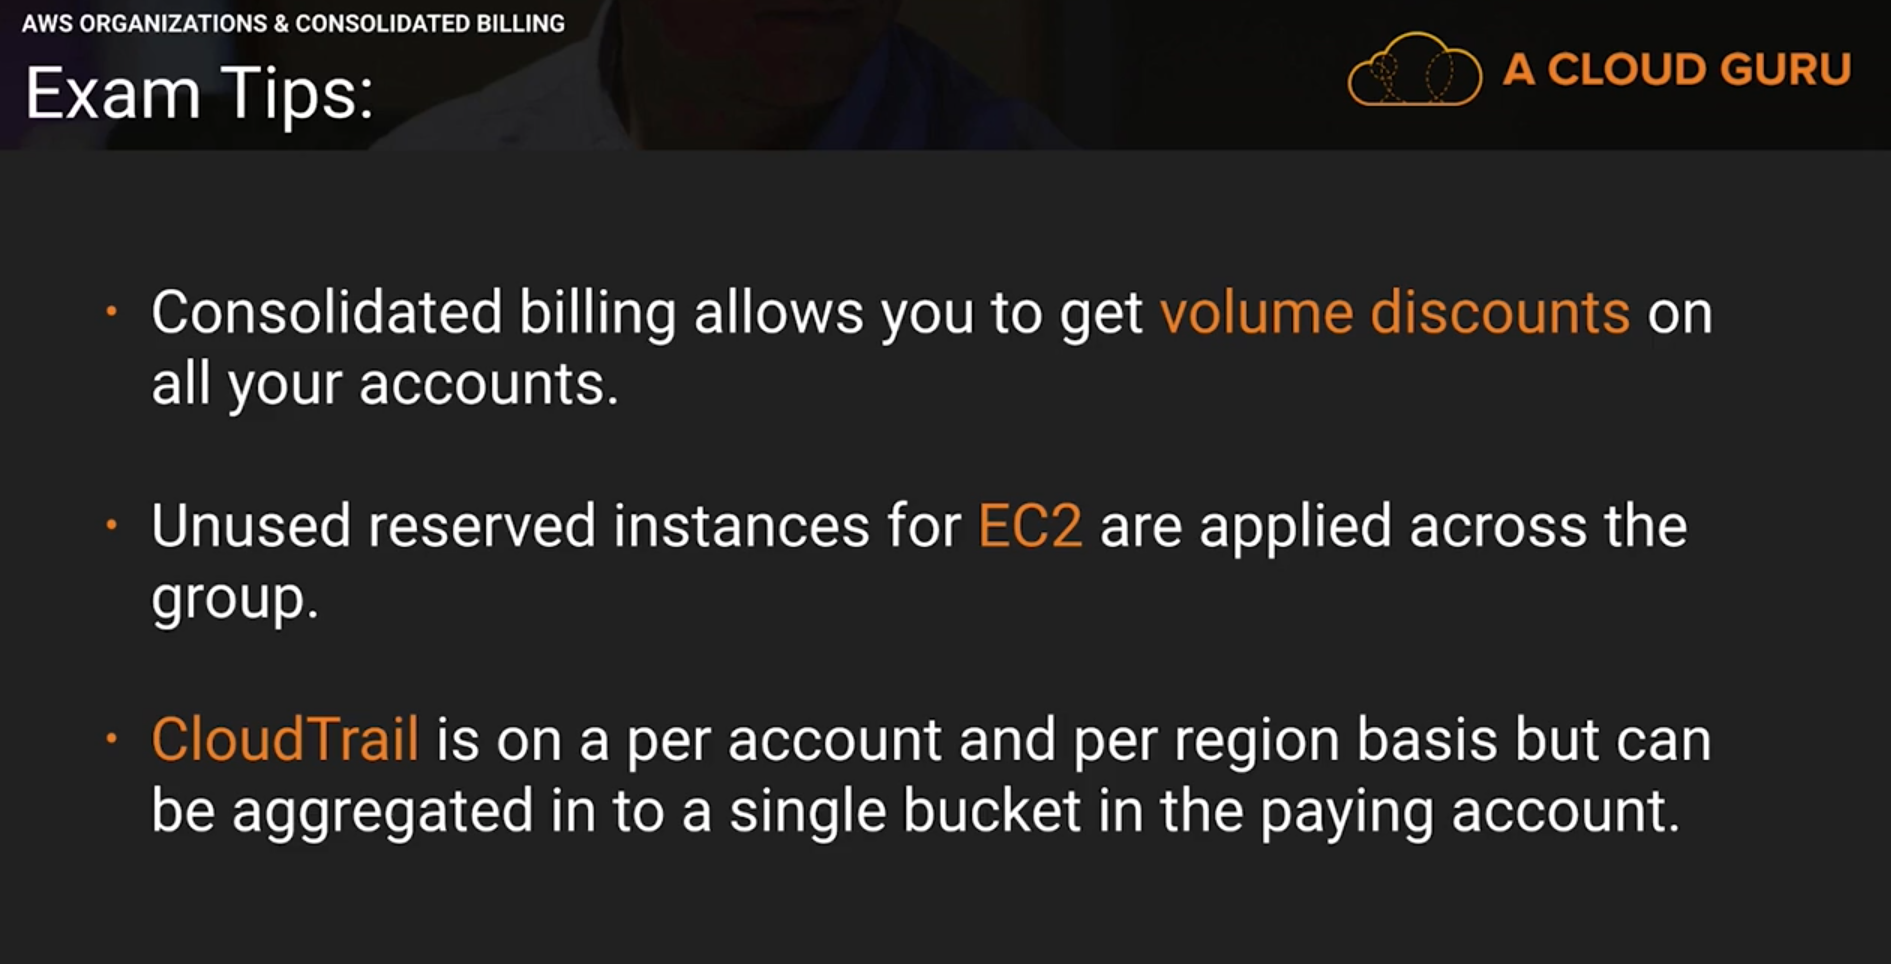 AWS ORGANIZATIONS & CONSOLIDATED BILLING
Exam Tips:
A CLOUD GURU
• Consolidated billing allows you to get volume discounts on
all your accounts.
• Unused reserved instances for EC2 are applied across the
group.
• CloudTrail is on a per account and per region basis but can
be aggregated in to a single bucket in the paying account.